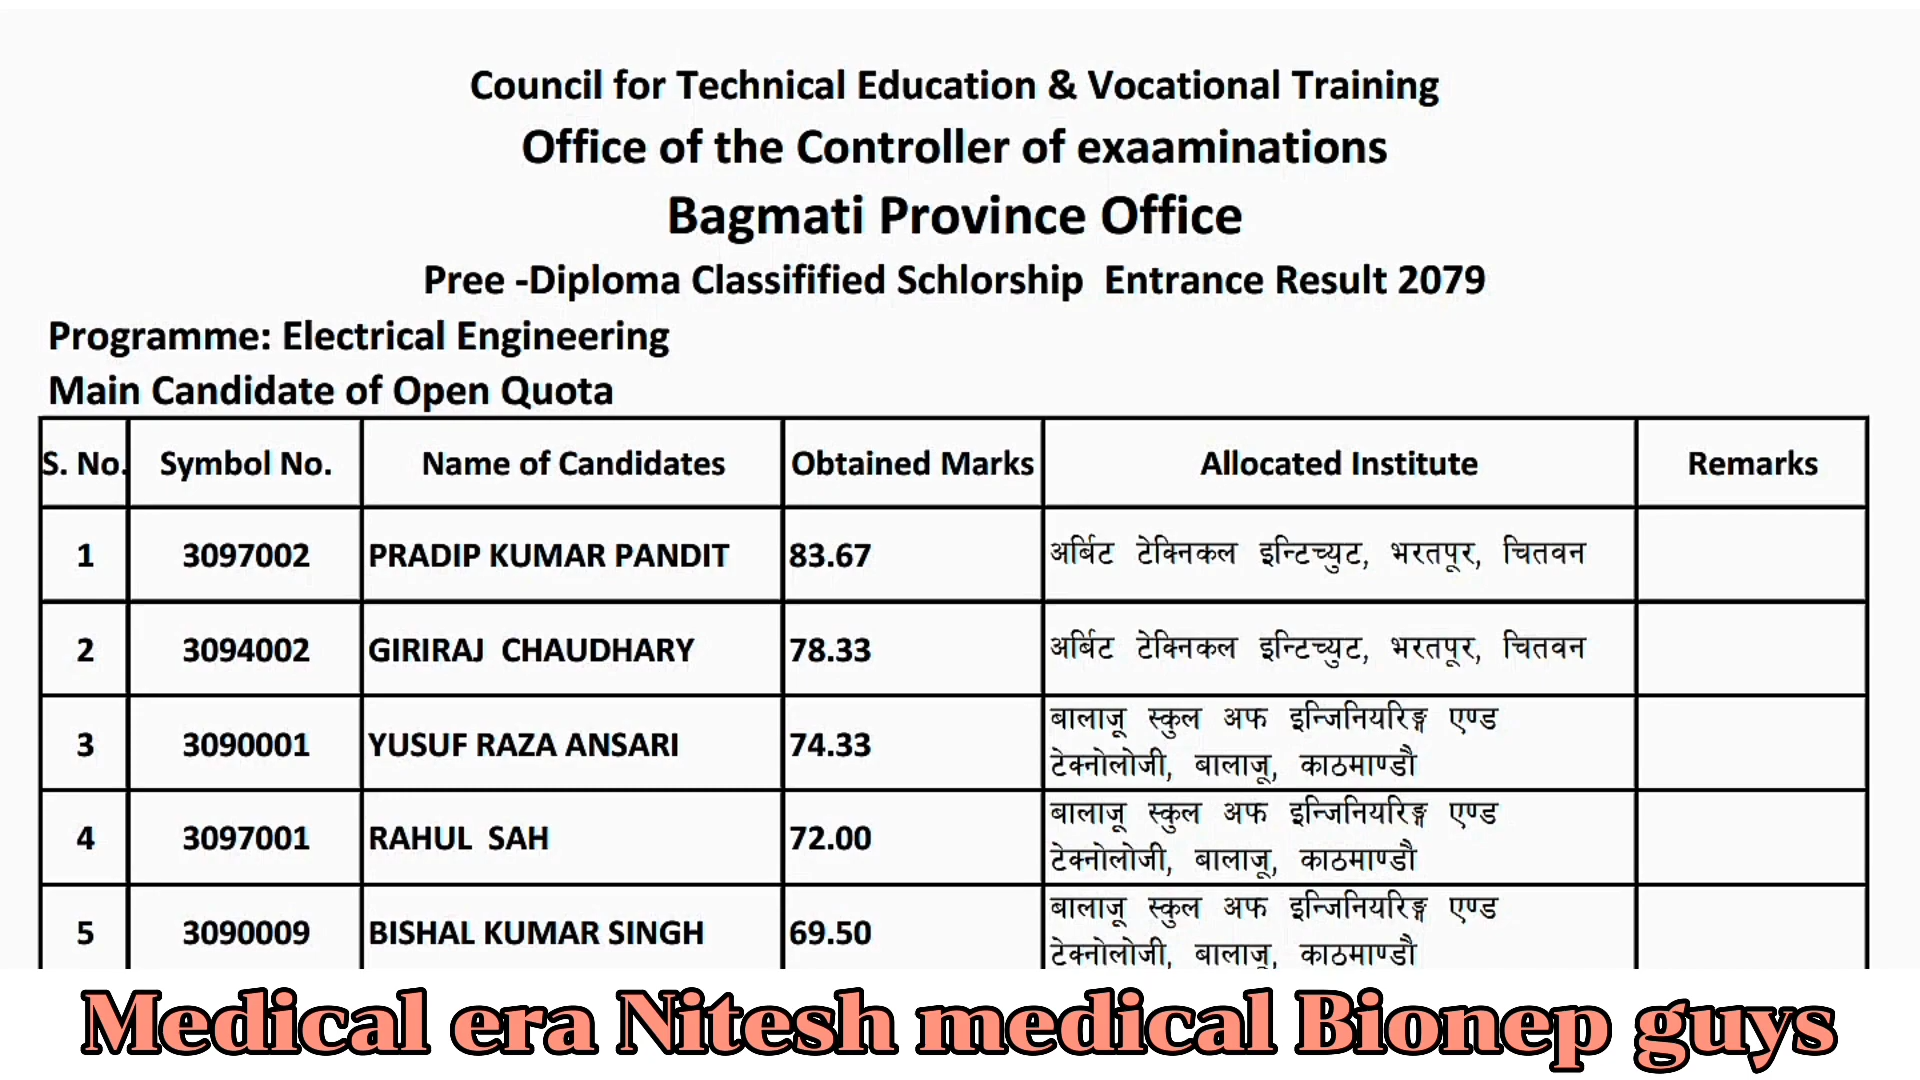 Council for Technical Education & Vocational Training
Office of the Controller of exaaminations
Bagmati Province Office
Pree -Diploma Classifified Schlorship Entrance Result 2079
Programme: Electrical Engineering
Main Candidate of Open Quota
S. No. Symbol No. Name of Candidates Obtained Marks Allocated Institute Remarks
1 3097002 PRADIP KUMAR PANDIT 83.67 अर्बिट टेक्निकल इन्टिच्युट, भरतपूर, चितवन
2 3094002 GIRIRAJ CHAUDHARY 78.33 अर्बिट टेक्निकल इन्टिच्युट, भरतपूर, चितवन
3 3090001 YUSUF RAZA ANSARI 74.33 बालाजू स्कुल अफ इन्जिनियरिङ्ग एण्ड
टेक्नोलोजी, बालाजू, काठमाण्डौ
4 3097001 RAHUL SAH 72.00 बालाजू स्कुल अफ इन्जिनियरिङ्ग एण्ड
टेक्नोलोजी, बालाजू, काठमाण्डौ
5 3090009 BISHAL KUMAR SINGH 69.50 बालाजू स्कुल अफ इन्जिनियरिङ्ग एण्ड
टेक्नोलोजी, बालाजू, काठमाण्डौ
Medical era Nitesh medical Bionep guys